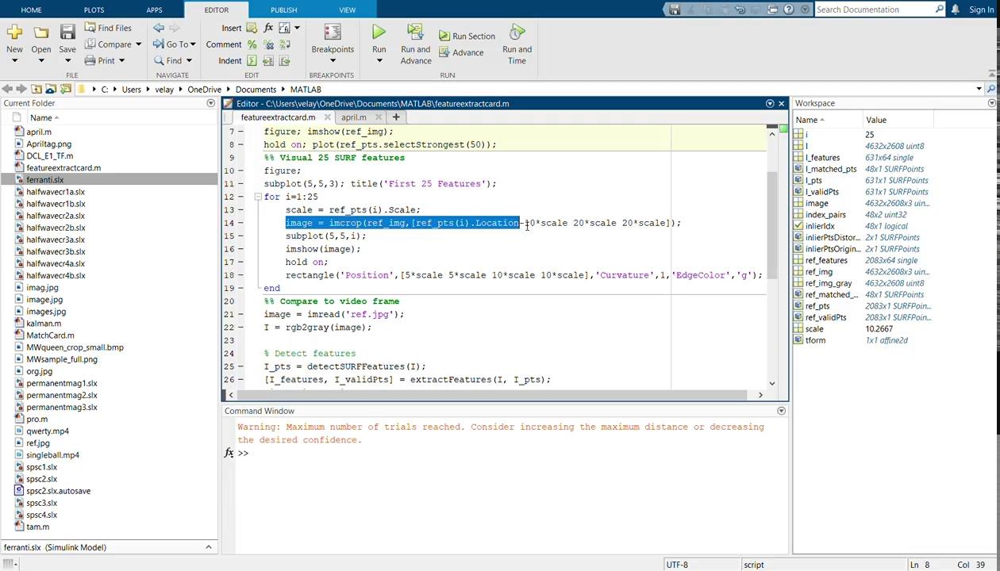 HOME PLOTS APPS EDITOR PUBLISH VIEW Search Documentation Sign In
New Open Save Find Files Compare Print Go To Find Insert Comment Indent Breakpoints Run Run and Advance Run Section Advance Run and Time
FILE NAVIGATE EDIT BREAKPOINTS RUN
C: Users velay OneDrive Documents MATLAB
Current Folder
Name
april.m
Apriltag.png
DCL_E1_TF.m
featureextractcard.m
ferranti.slx
halfwavecr1a.slx
halfwavecr1b.slx
halfwavecr2a.slx
halfwavecr2b.slx
halfwavecr3a.slx
halfwavecr3b.slx
halfwavecr4a.slx
halfwavecr4b.slx
imag.jpg
image.jpg
images.jpg
kalman.m
MatchCard.m
MWqueen_crop_small.bmp
MWsample_full.png
org.jpg
permanentmag1.slx
permanentmag2.slx
permanentmag3.slx
pro.m
qwerty.mp4
ref.jpg
singleball.mp4
spsc1.slx
spsc2.slx
spsc2.slx.autosave
spsc3.slx
spsc4.slx
tam.m
ferranti.slx (Simulink Model)
Editor - C:\Users\velay\OneDrive\Documents\MATLAB\featureextractcard.m
featureextractcard.m april.m
7 figure; imshow(ref_img);
8 hold on; plot(ref_pts.selectStrongest(50));
9 %% Visual 25 SURF features
10 figure;
11 subplot(5,5,3); title('First 25 Features');
12 for i=1:25
13 scale = ref_pts(i).Scale;
14 image = imcrop(ref_img,[ref_pts(i).Location-10*scale 20*scale 20*scale]);
15 subplot(5,5,i);
16 imshow(image);
17 hold on;
18 rectangle('Position',[5*scale 5*scale 10*scale 10*scale],'Curvature',1,'EdgeColor','g');
19 end
20 %% Compare to video frame
21 image = imread('ref.jpg');
22 I = rgb2gray(image);
23
24 % Detect features
25 I_pts = detectSURFFeatures(I);
26 [I_features, I_validPts] = extractFeatures(I, I_pts);
Command Window
Warning: Maximum number of trials reached. Consider increasing the maximum distance or decreasing
the desired confidence.
fx >>
Workspace
Name Value
i 25
I 4632x2608 uint8
I_features 631x64 single
I_matched_pts 48x1 SURFPoints
I_pts 631x1 SURFPoints
I_validPts 631x1 SURFPoints
image 4632x2608x3 uin...
index_pairs 48x2 uint32
inlierIdx 48x1 logical
inlierPtsDistor... 2x1 SURFPoints
inlierPtsOrigin... 2x1 SURFPoints
ref_features 2083x64 single
ref_img 4632x2608x3 uin...
ref_img_gray 4632x2608 uint8
ref_matched_... 48x1 SURFPoints
ref_pts 2083x1 SURFPoin...
ref_validPts 2083x1 SURFPoin...
scale 10.2667
tform 1x1 affine2d
UTF-8 script Ln 8 Col 39